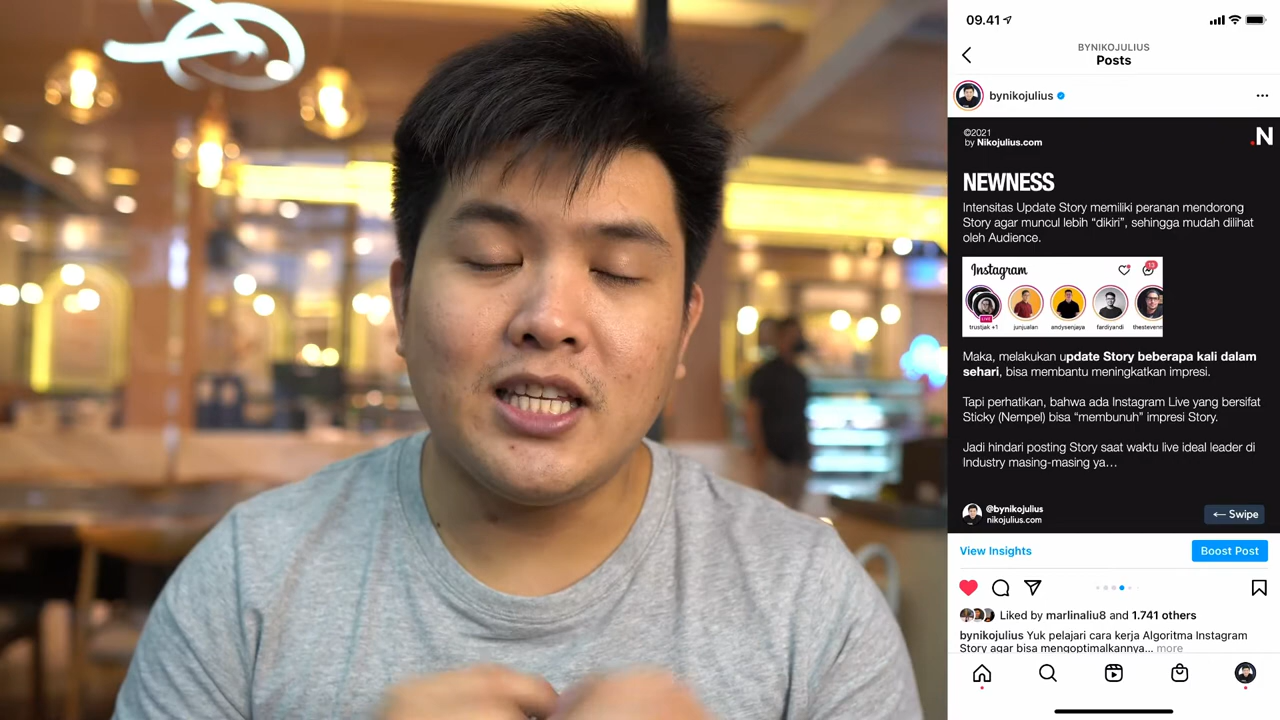 09.41
BYNIKOJULIUS
Posts
bynikojulius
©2021
by Nikojulius.com
.N
NEWNESS
Intensitas Update Story memiliki peranan mendorong
Story agar muncul lebih “dikiri”, sehingga mudah dilihat
oleh Audience.
Instagram
13
LIVE
trustjak +1
junjualan
andysenjaya
fardiyandi
thestevenn
Maka, melakukan update Story beberapa kali dalam
sehari, bisa membantu meningkatkan impresi.
Tapi perhatikan, bahwa ada Instagram Live yang bersifat
Sticky (Nempel) bisa “membunuh” impresi Story.
Jadi hindari posting Story saat waktu live ideal leader di
Industry masing-masing ya...
@bynikojulius
nikojulius.com
← Swipe
View Insights
Boost Post
Liked by marlinaliu8 and 1.741 others
bynikojulius Yuk pelajari cara kerja Algoritma Instagram
Story agar bisa mengoptimalkannya... more